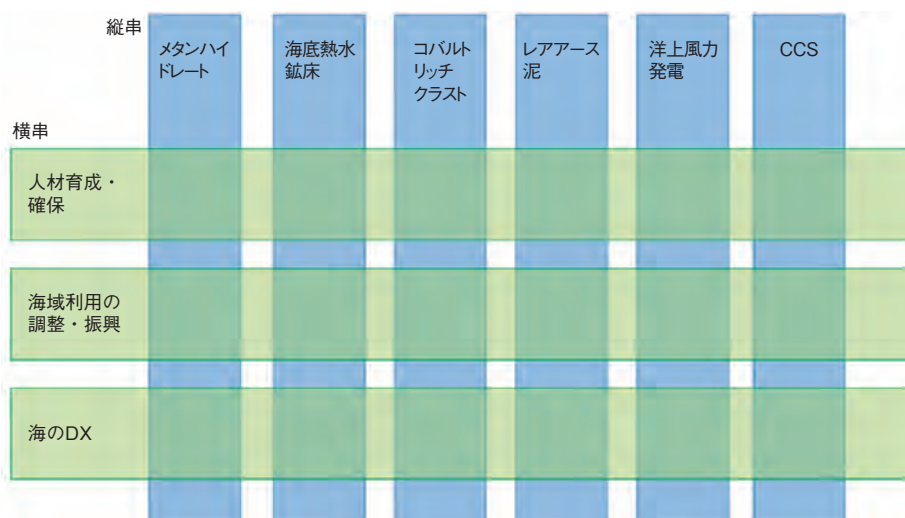 縦串
メタンハイ
ドレート
海底熱水
鉱床
コバルト
リッチ
クラスト
レアアース
泥
洋上風力
発電
CCS
横串
人材育成・
確保
海域利用の
調整・振興
海のDX